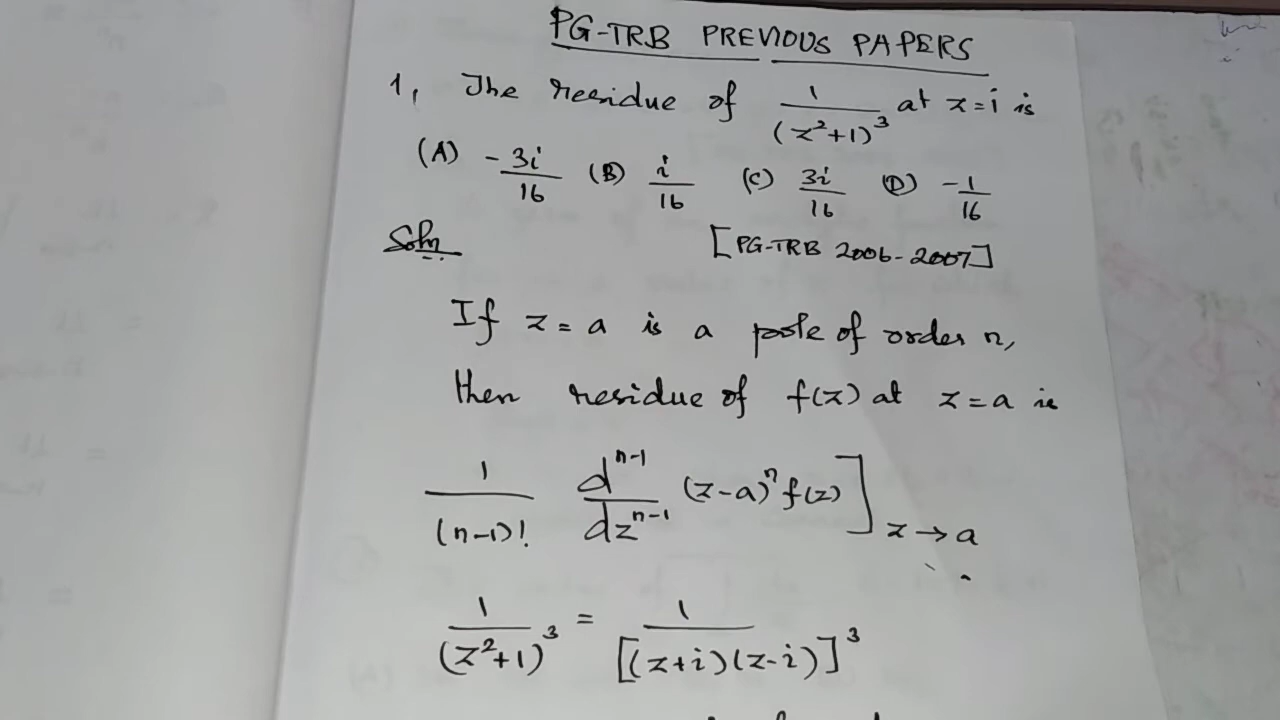 PG-TRB PREVIOUS PAPERS
1, The residue of 1/(z²+1)³ at z=i is
(A) -3i/16 (B) i/16 (C) 3i/16 (D) -1/16
Soln
[PG-TRB 2006-2007]
If z=a is a pole of order n,
then residue of f(z) at z=a is
1/(n-1)! d^(n-1)/dz^(n-1) (z-a)^n f(z)] z→a
1/(z²+1)³ = 1/[(z+i)(z-i)]³